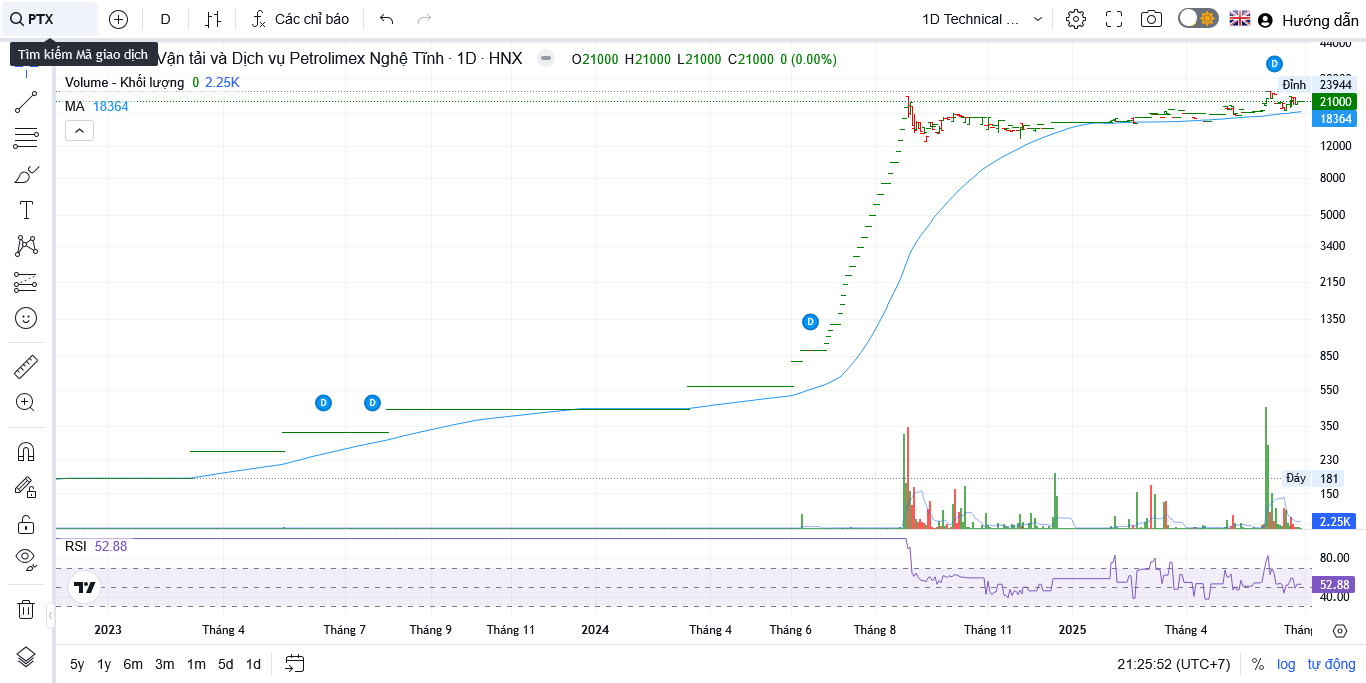 PTX D Các chỉ báo 1D Technical ... Hướng dẫn
Tìm kiếm Mã giao dịch
Vận tải và Dịch vụ Petrolimex Nghệ Tĩnh · 1D · HNX O21000 H21000 L21000 C21000 0 (0.00%)
Volume - Khối lượng 0 2.25K
MA 18364
D
Đỉnh 23944
21000
18364
12000
8000
5000
3400
2150
D
1350
850
550
D D
350
230
Đáy 181
150
2.25K
RSI 52.88
80.00
52.88
40.00
2023 Tháng 4 Tháng 7 Tháng 9 Tháng 11 2024 Tháng 4 Tháng 6 Tháng 8 Tháng 11 2025 Tháng 4
5y 1y 6m 3m 1m 5d 1d 21:25:52 (UTC+7) % log tự động